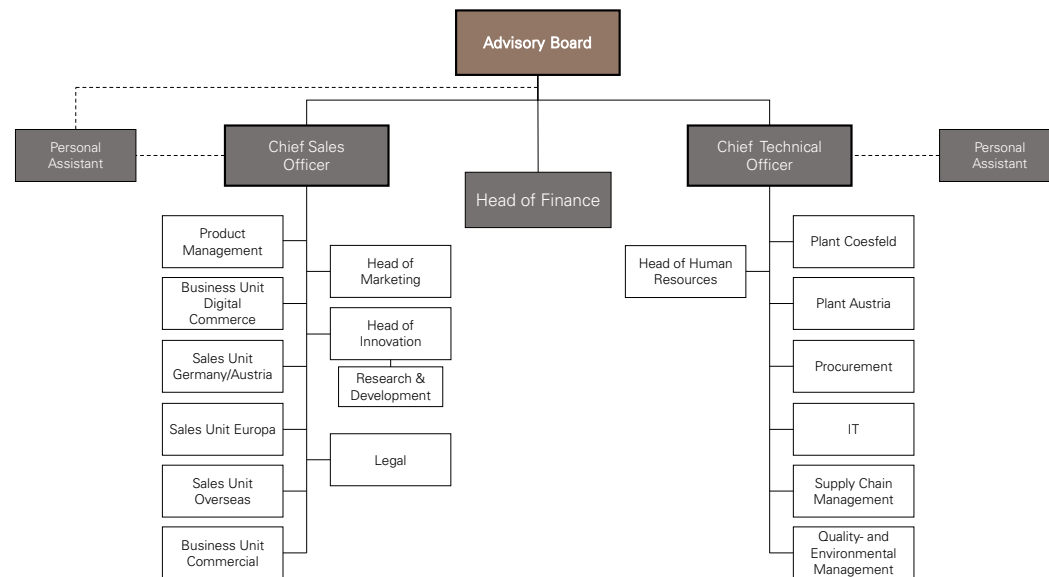 Advisory Board
Personal
Assistant
Chief Sales
Officer
Head of Finance
Chief Technical
Officer
Personal
Assistant
Product
Management
Business Unit
Digital
Commerce
Sales Unit
Germany/Austria
Sales Unit Europa
Sales Unit
Overseas
Business Unit
Commercial
Head of
Marketing
Head of
Innovation
Research &
Development
Legal
Head of Human
Resources
Plant Coesfeld
Plant Austria
Procurement
IT
Supply Chain
Management
Quality- and
Environmental
Management